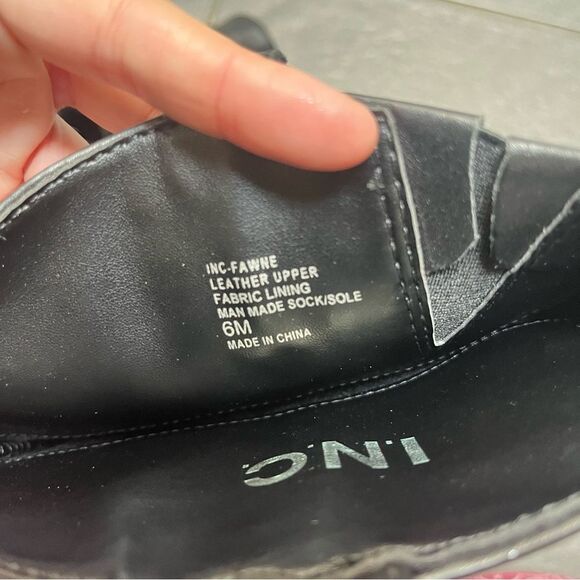 INC-FAWNE
LEATHER UPPER
FABRIC LINING
MAN MADE SOCK/SOLE
6M
MADE IN CHINA
I.N.C.